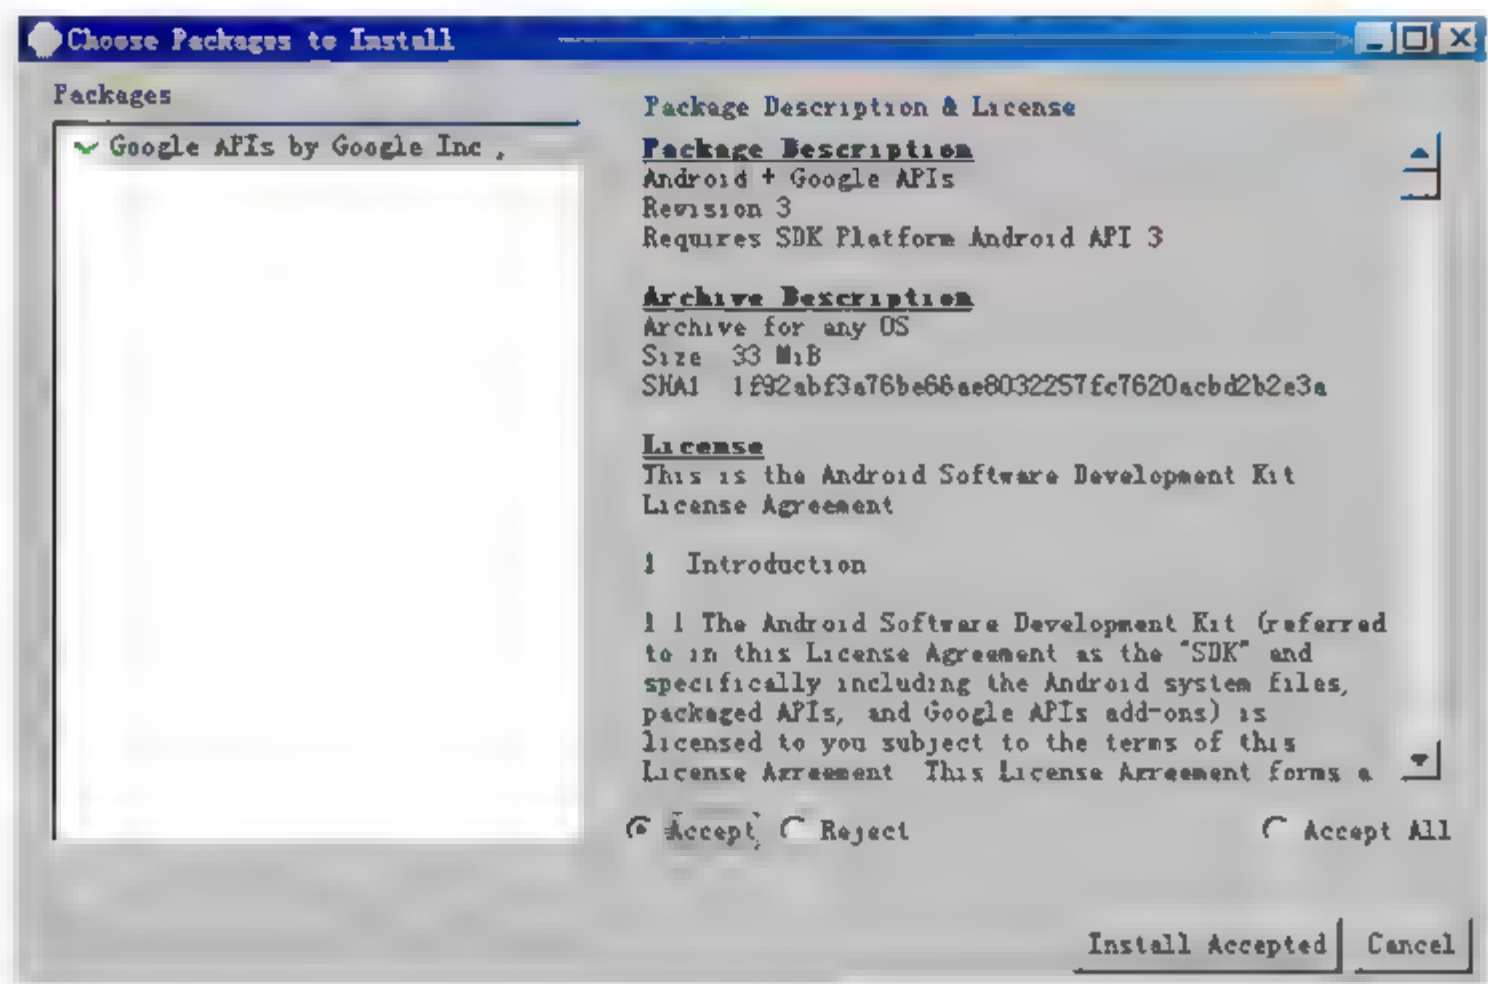 Choose Packages to Install
Packages
Google APIs by Google Inc .
Package Description & License
Package Description
Android + Google APIs
Revision 3
Requires SDK Platform Android API 3
Archive Description
Archive for any OS
Size 33 MiB
SHA1 1f92abf3a76be66ae8032257fc7620acbd2b2e3a
License
This is the Android Software Development Kit
License Agreement
1 Introduction
1 1 The Android Software Development Kit (referred
to in this License Agreement as the "SDK" and
specifically including the Android system files,
packaged APIs, and Google APIs add-ons) is
licensed to you subject to the terms of this
License Agreement This License Agreement forms a
Accept Reject Accept All
Install Accepted Cancel